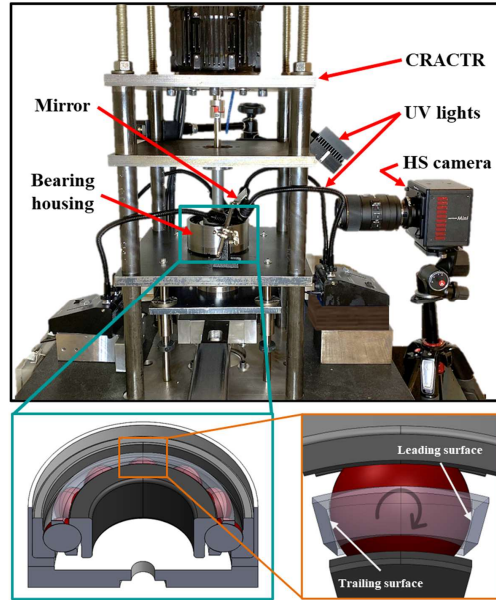 CRACTR
Mirror
UV lights
HS camera
Bearing
housing
Mini
Leading surface
Trailing surface